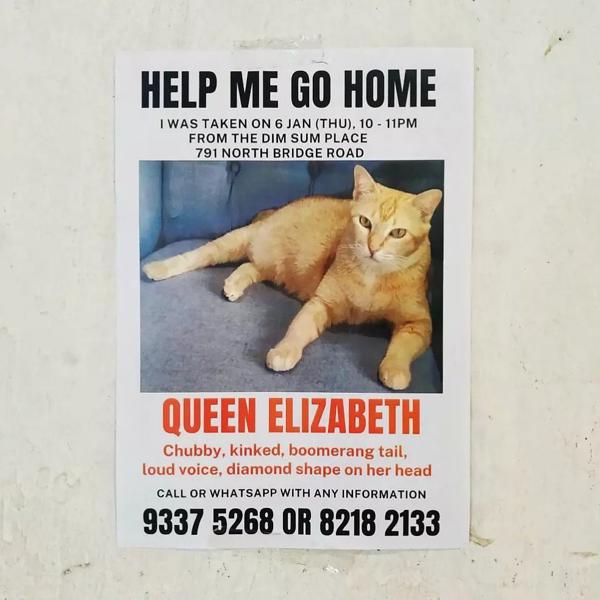 HELP ME GO HOME
I WAS TAKEN ON 6 JAN (THU), 10 - 11PM
FROM THE DIM SUM PLACE
791 NORTH BRIDGE ROAD
QUEEN ELIZABETH
Chubby, kinked, boomerang tail,
loud voice, diamond shape on her head
CALL OR WHATSAPP WITH ANY INFORMATION
9337 5268 OR 8218 2133